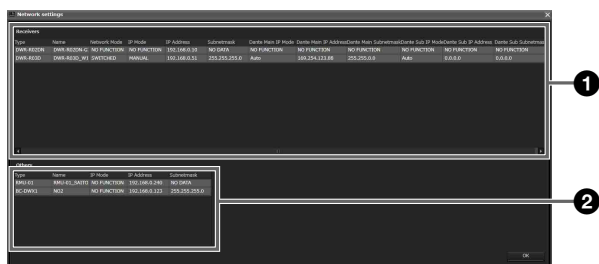 Network settings
Receivers
Type Name Network Mode IP Mode IP Address Subnetmask Dante Main IP Mode Dante Main IP Address Dante Main Subnetmask Dante Sub IP Mode Dante Sub IP Address Dante Sub Subnetmas
DWR-R02DN DWR-R02DN-G NO FUNCTION NO FUNCTION 192.168.0.10 NO DATA NO FUNCTION NO FUNCTION NO FUNCTION NO FUNCTION NO FUNCTION NO FUNCTION
DWR-R03D DWR-R03D_W1 SWITCHED MANUAL 192.168.0.51 255.255.255.0 Auto 169.254.123.88 255.255.0.0 Auto 0.0.0.0 0.0.0.0
1
Others
Type Name IP Mode IP Address Subnetmask
RMU-01 NO FUNCTION 192.168.0.240 NO DATA
BC-DWX1 NO2 NO FUNCTION 192.168.0.123 255.255.255.0
2
OK